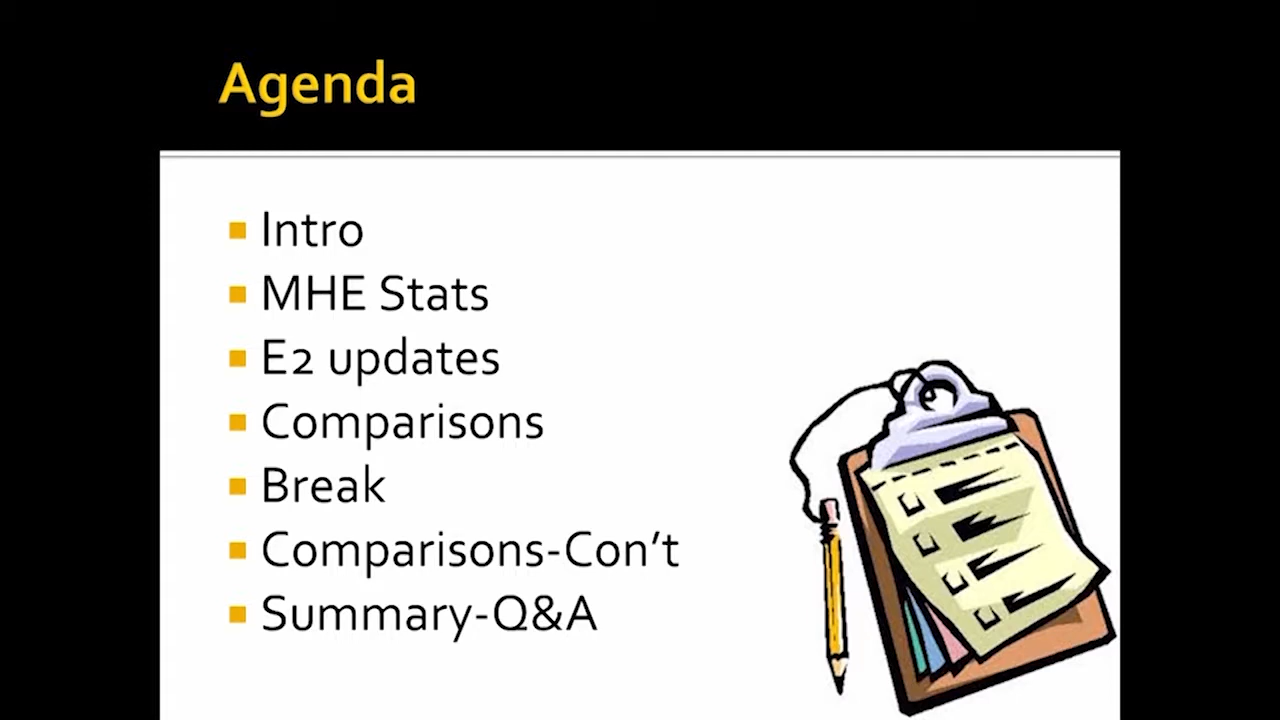 Agenda
Intro
MHE Stats
E2 updates
Comparisons
Break
Comparisons-Con’t
Summary-Q&A